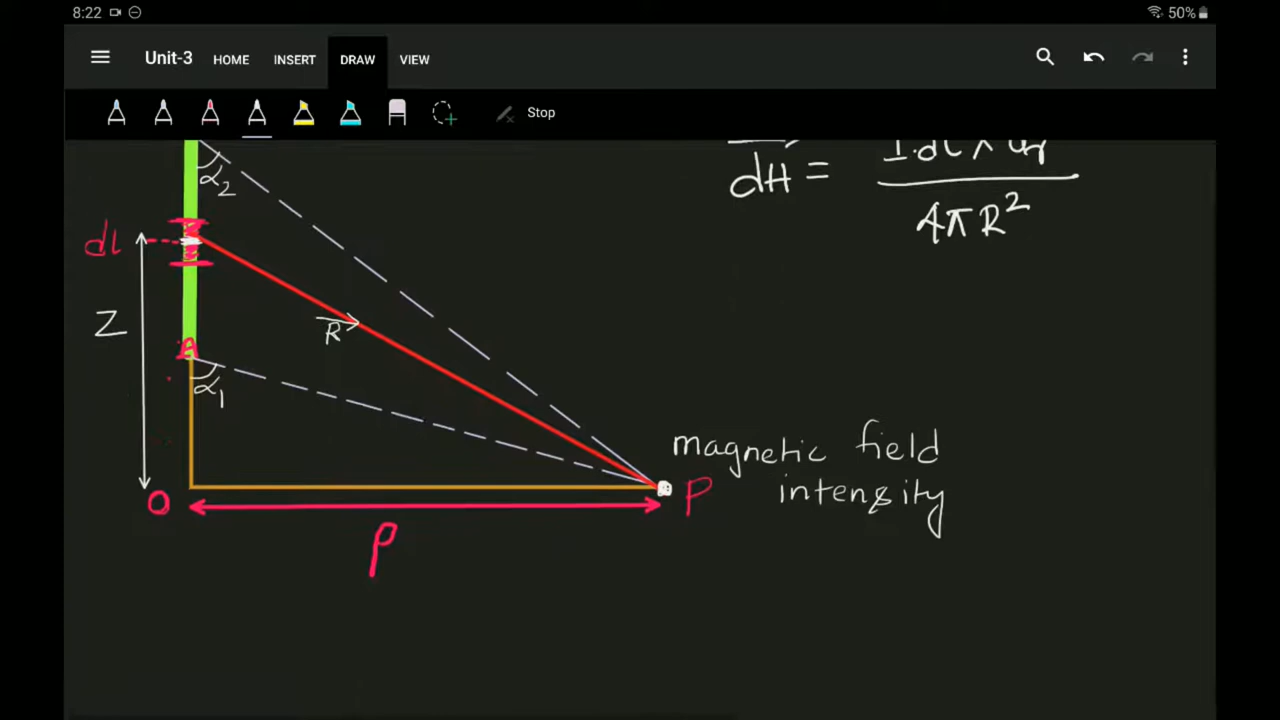 8:22 50%
Unit-3 HOME INSERT DRAW VIEW
Stop
α₂
dH =
4πR²
dl
Z
R
A
α₁
magnetic field
intensity
O
P
ρ